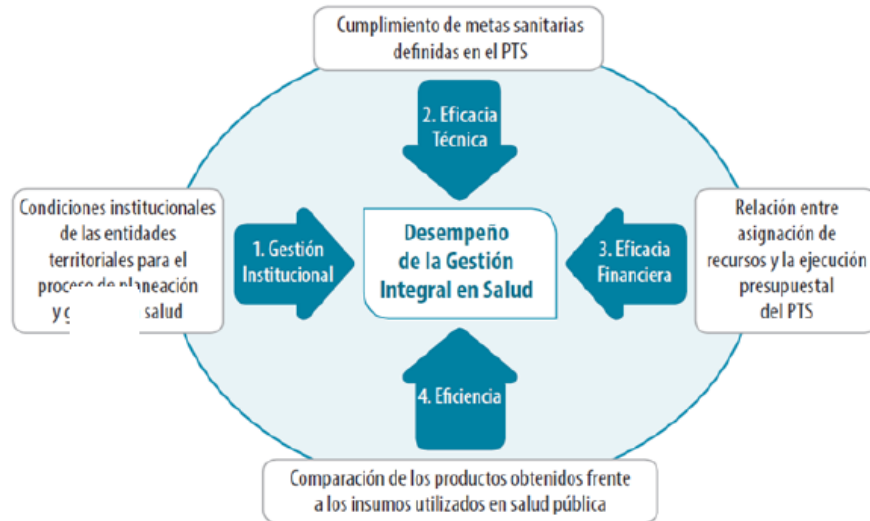 Cumplimiento de metas sanitarias
definidas en el PTS
2. Eficacia
Técnica
Condiciones institucionales
de las entidades
territoriales para el
proceso de planeación
y salud
1. Gestión
Institucional
Desempeño
de la Gestión
Integral en Salud
3. Eficacia
Financiera
Relación entre
asignación de
recursos y la ejecución
presupuestal
del PTS
4. Eficiencia
Comparación de los productos obtenidos frente
a los insumos utilizados en salud pública